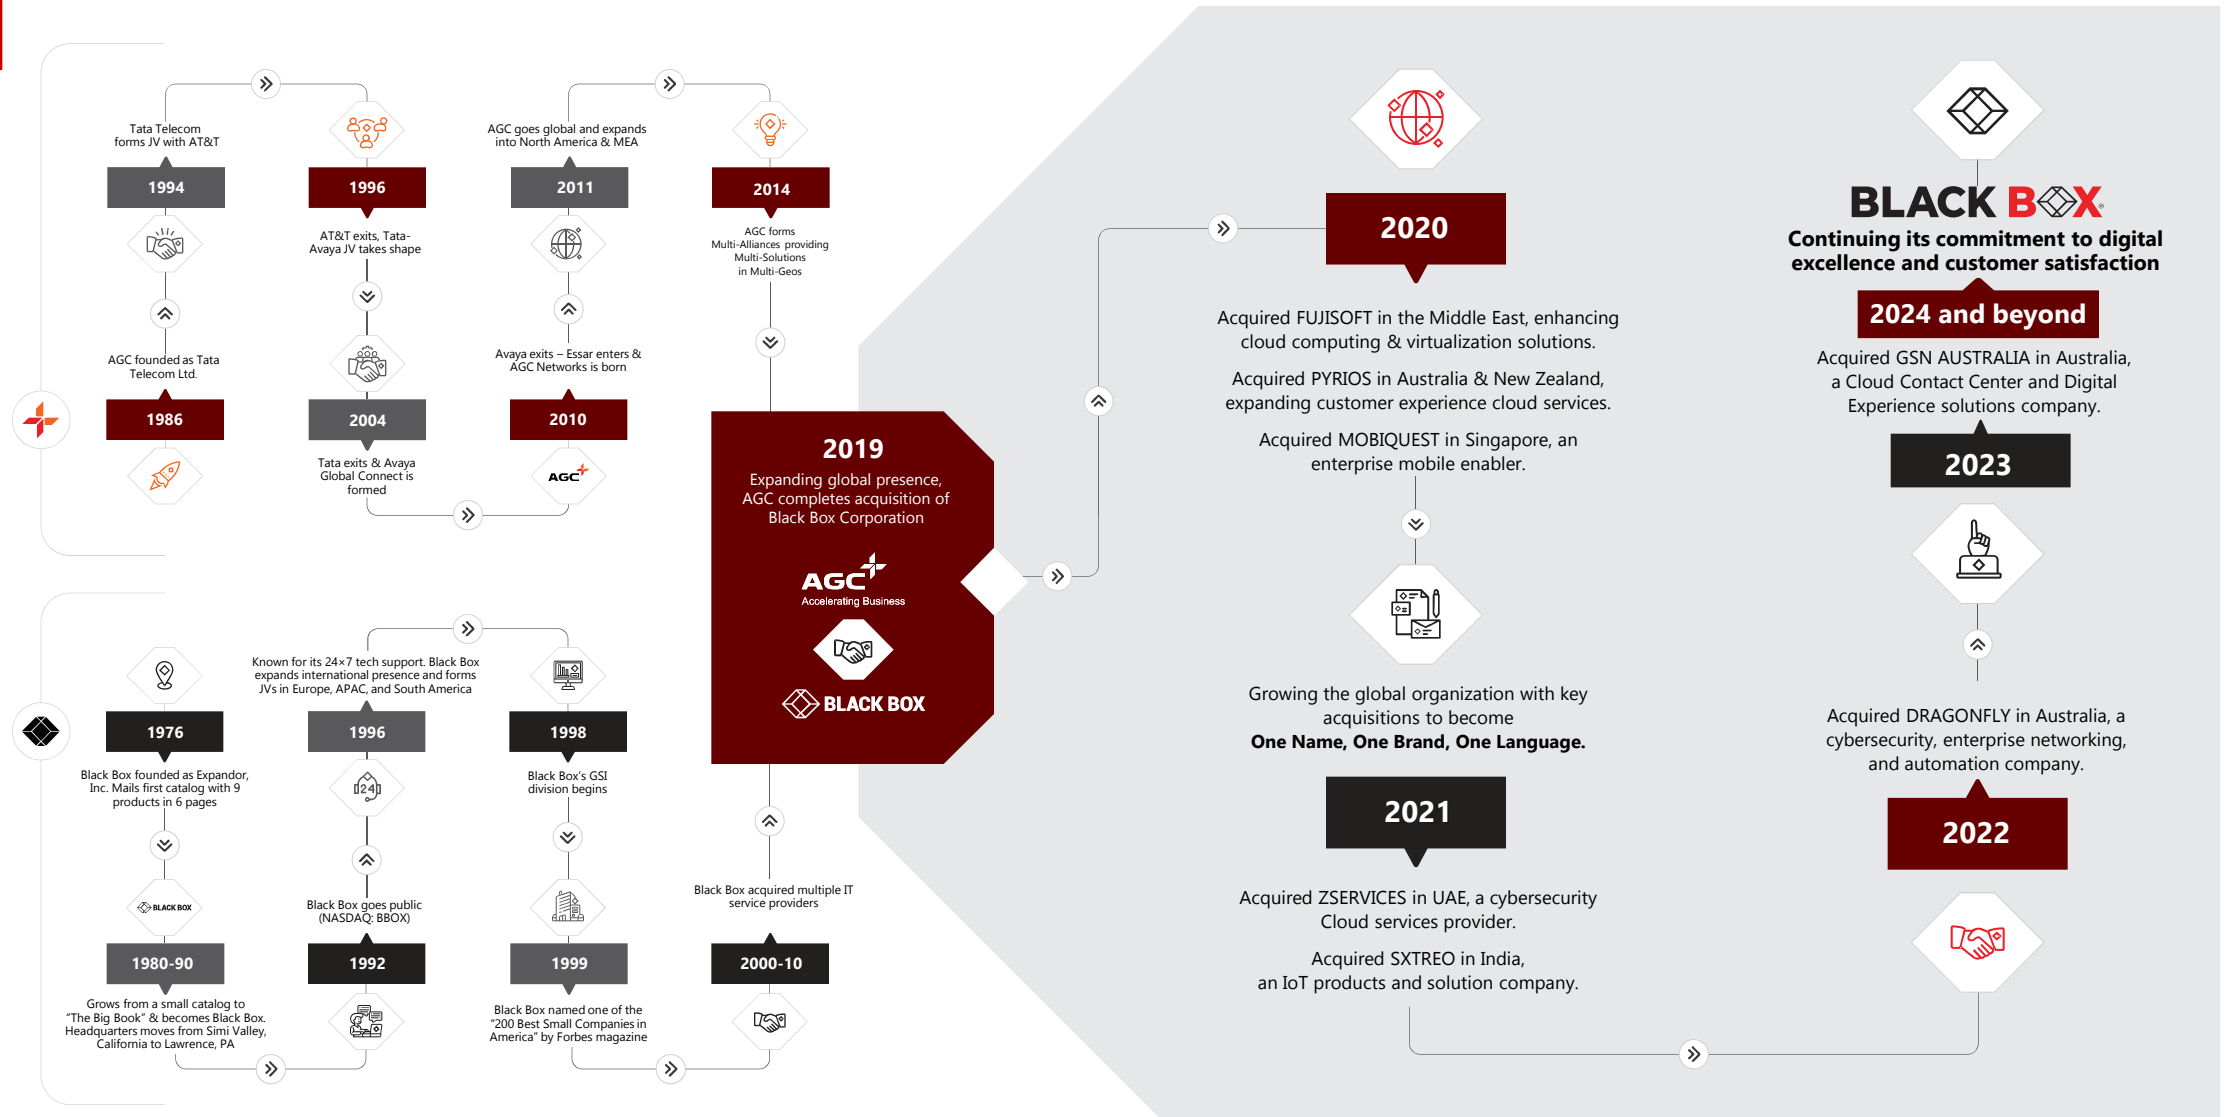 Tata Telecom
forms JV with AT&T
1994
AGC founded as Tata
Telecom Ltd.
1986
1996
AT&T exits, Tata-
Avaya JV takes shape
2004
Tata exits & Avaya
Global Connect is
formed
AGC goes global and expands
into North America & MEA
2011
Avaya exits – Essar enters &
AGC Networks is born
2010
AGC
2014
AGC forms
Multi-Alliances providing
Multi-Solutions
in Multi-Geos
1976
Black Box founded as Expandor,
Inc. Mails first catalog with 9
products in 6 pages
BLACK BOX
1980-90
Grows from a small catalog to
“The Big Book” & becomes Black Box.
Headquarters moves from Simi Valley,
California to Lawrence, PA
Known for its 24×7 tech support. Black Box
expands international presence and forms
JVs in Europe, APAC, and South America
1996
24
Black Box goes public
(NASDAQ: BBOX)
1992
1998
Black Box’s GSI
division begins
1999
Black Box named one of the
“200 Best Small Companies in
America” by Forbes magazine
Black Box acquired multiple IT
service providers
2000-10
2019
Expanding global presence,
AGC completes acquisition of
Black Box Corporation
AGC
Accelerating Business
BLACK BOX
2020
Acquired FUJISOFT in the Middle East, enhancing
cloud computing & virtualization solutions.
Acquired PYRIOS in Australia & New Zealand,
expanding customer experience cloud services.
Acquired MOBIQUEST in Singapore, an
enterprise mobile enabler.
Growing the global organization with key
acquisitions to become
One Name, One Brand, One Language.
2021
Acquired ZSERVICES in UAE, a cybersecurity
Cloud services provider.
Acquired SXTREO in India,
an IoT products and solution company.
BLACK BOX®
Continuing its commitment to digital
excellence and customer satisfaction
2024 and beyond
Acquired GSN AUSTRALIA in Australia,
a Cloud Contact Center and Digital
Experience solutions company.
2023
Acquired DRAGONFLY in Australia, a
cybersecurity, enterprise networking,
and automation company.
2022